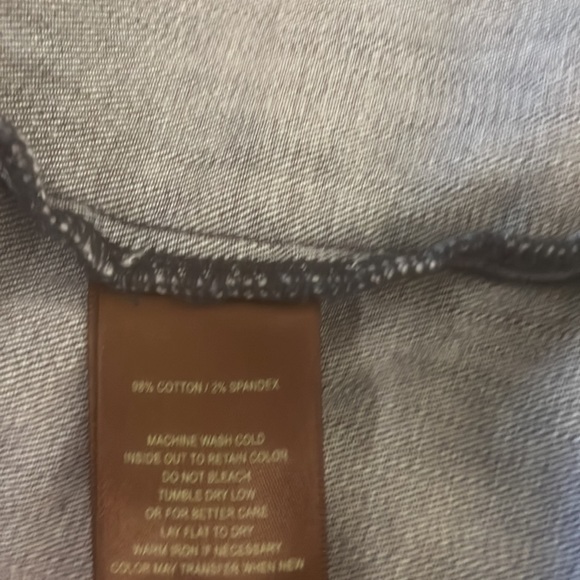 98% COTTON / 2% SPANDEX
MACHINE WASH COLD
INSIDE OUT TO RETAIN COLOR
DO NOT BLEACH
TUMBLE DRY LOW
OR FOR BETTER CARE
LAY FLAT TO DRY
WARM IRON IF NECESSARY
COLOR MAY TRANSFER WHEN NEW